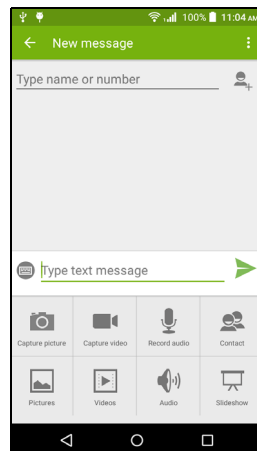 100% 11:04 AM
New message
Type name or number
Type text message
Capture picture Capture video Record audio Contact
Pictures Videos Audio Slideshow